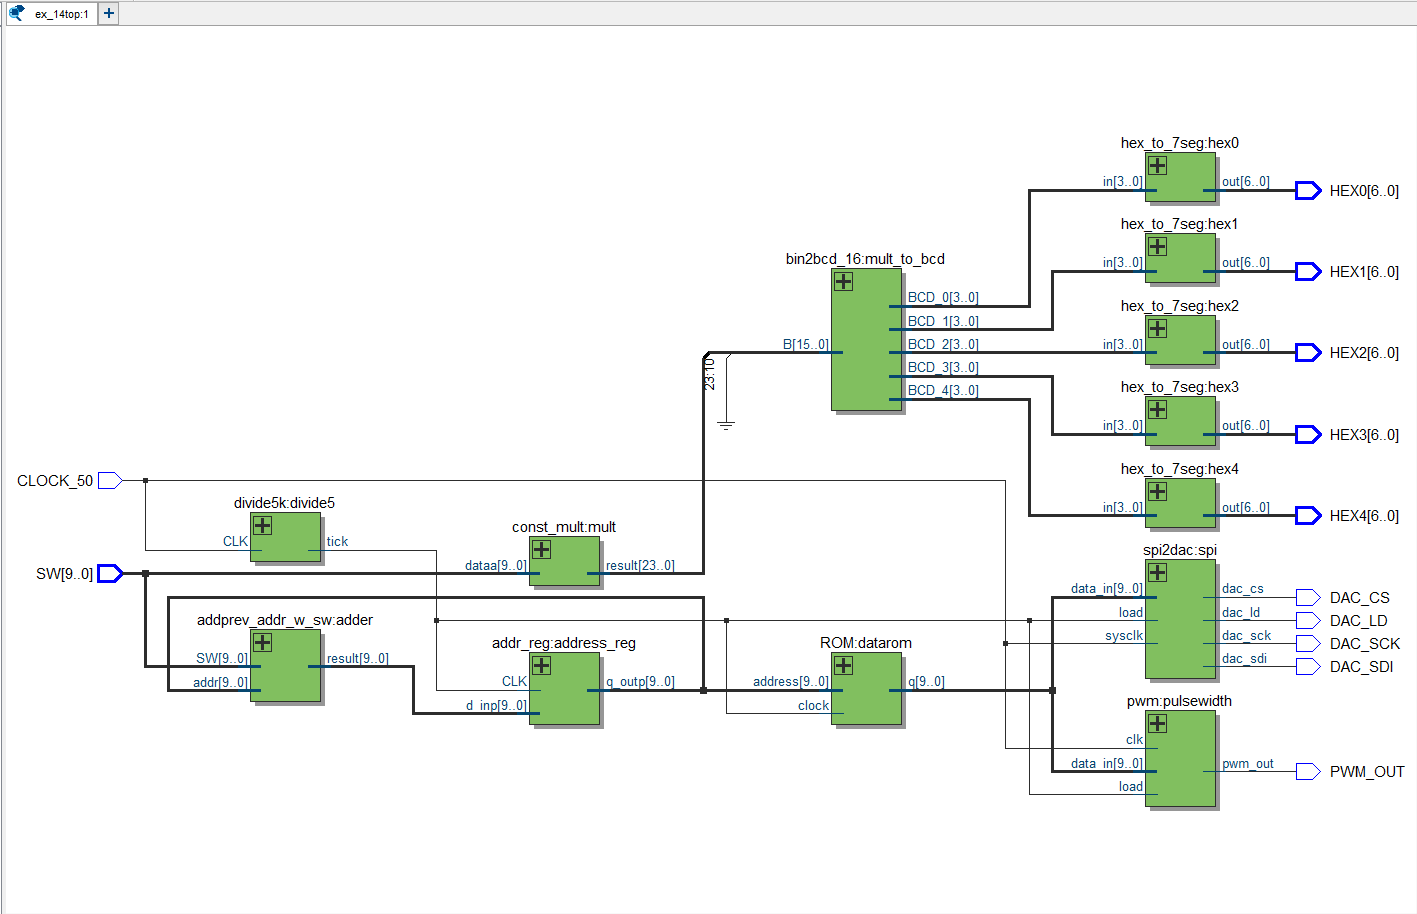 ex_14top:1
hex_to_7seg:hex0
in[3..0]
out[6..0]
HEX0[6..0]
hex_to_7seg:hex1
in[3..0]
out[6..0]
HEX1[6..0]
hex_to_7seg:hex2
in[3..0]
out[6..0]
HEX2[6..0]
hex_to_7seg:hex3
in[3..0]
out[6..0]
HEX3[6..0]
hex_to_7seg:hex4
in[3..0]
out[6..0]
HEX4[6..0]
bin2bcd_16:mult_to_bcd
B[15..0]
BCD_0[3..0]
BCD_1[3..0]
BCD_2[3..0]
BCD_3[3..0]
BCD_4[3..0]
23:10
CLOCK_50
divide5k:divide5
CLK
tick
const_mult:mult
dataa[9..0]
result[23..0]
SW[9..0]
addprev_addr_w_sw:adder
SW[9..0]
addr[9..0]
result[9..0]
addr_reg:address_reg
CLK
d_inp[9..0]
q_outp[9..0]
ROM:datarom
address[9..0]
clock
q[9..0]
spi2dac:spi
data_in[9..0]
load
sysclk
dac_cs
dac_ld
dac_sck
dac_sdi
DAC_CS
DAC_LD
DAC_SCK
DAC_SDI
pwm:pulsewidth
clk
data_in[9..0]
load
pwm_out
PWM_OUT